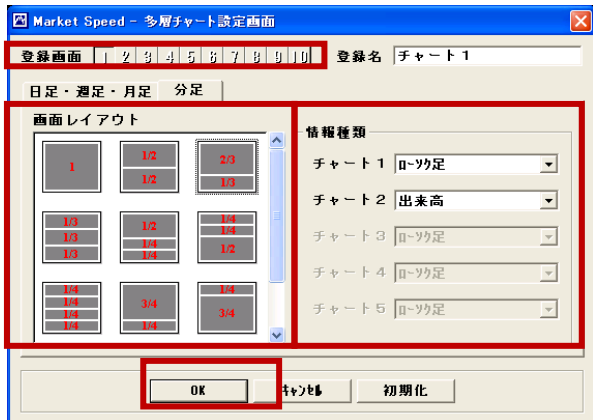 Market Speed - 多層チャート設定画面
登録画面 1 2 3 4 5 6 7 8 9 10 登録名 チャート1
日足・週足・月足 分足
画面レイアウト
情報種類
1
1/2
1/2
2/3
1/3
1/3
1/3
1/3
1/2
1/4
1/4
1/4
1/4
1/2
1/4
1/4
1/4
1/4
3/4
1/4
1/4
3/4
チャート1 ローソク足
チャート2 出来高
チャート3 ローソク足
チャート4 ローソク足
チャート5 ローソク足
OK キャンセル 初期化